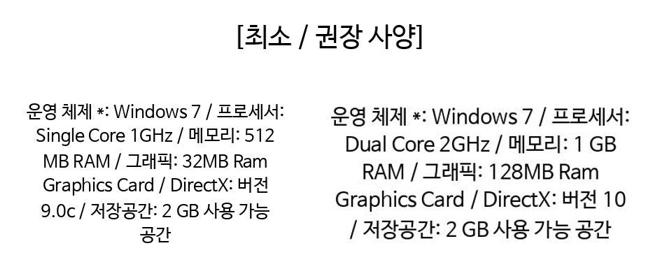 [최소 / 권장 사양]
운영 체제 *: Windows 7 / 프로세서:
Single Core 1GHz / 메모리: 512
MB RAM / 그래픽: 32MB Ram
Graphics Card / DirectX: 버전
9.0c / 저장공간: 2 GB 사용 가능
공간
운영 체제 *: Windows 7 / 프로세서:
Dual Core 2GHz / 메모리: 1 GB
RAM / 그래픽: 128MB Ram
Graphics Card / DirectX: 버전 10
/ 저장공간: 2 GB 사용 가능 공간